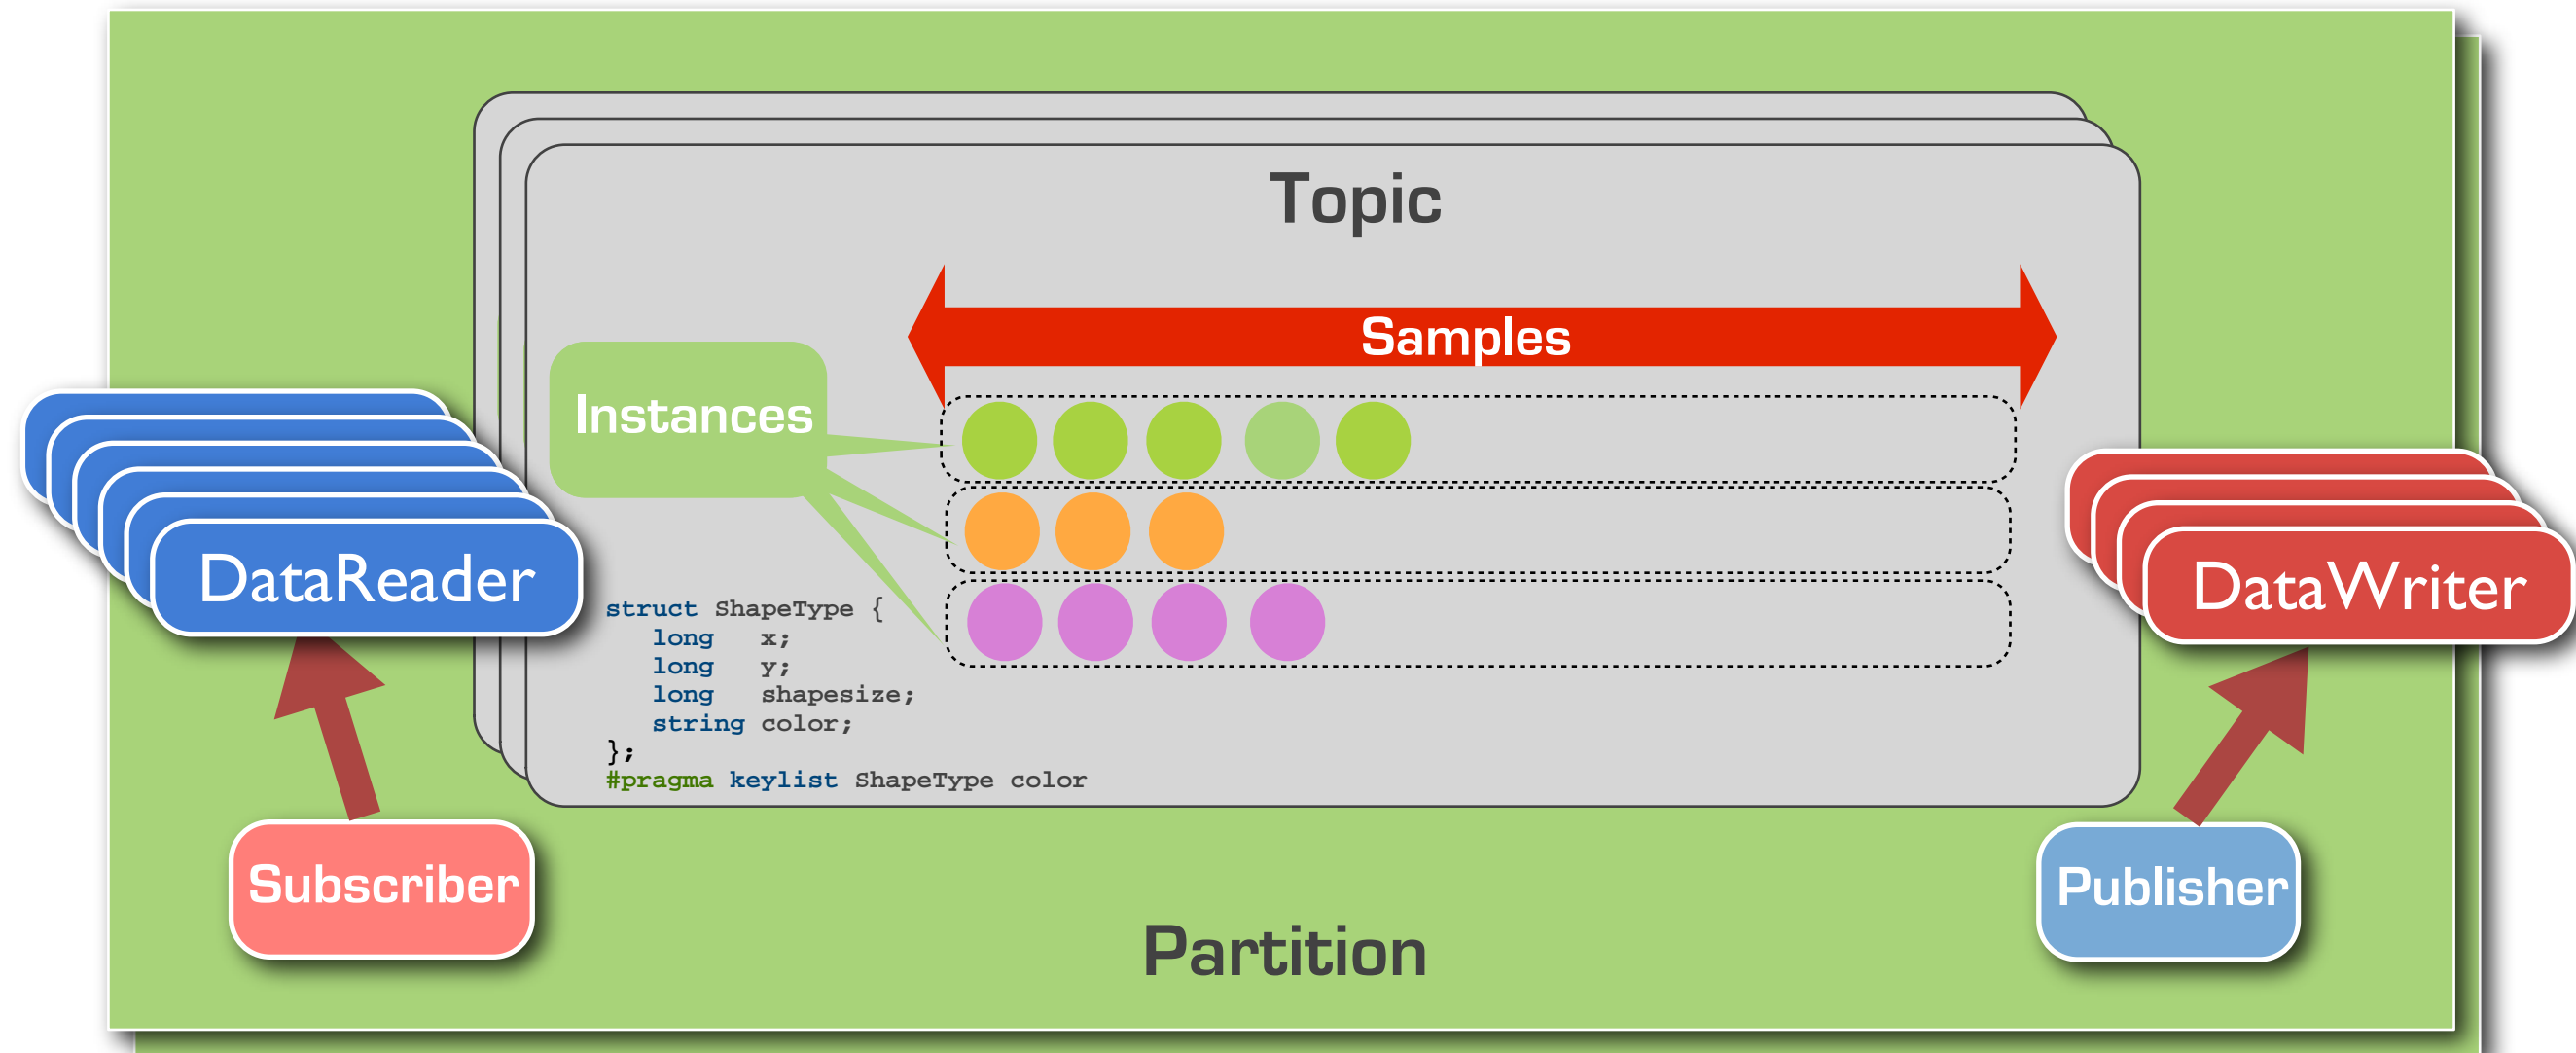 Topic
Samples
Instances
DataReader
DataWriter
struct ShapeType {
   long   x;
   long   y;
   long   shapesize;
   string color;
};
#pragma keylist ShapeType color
Subscriber
Publisher
Partition